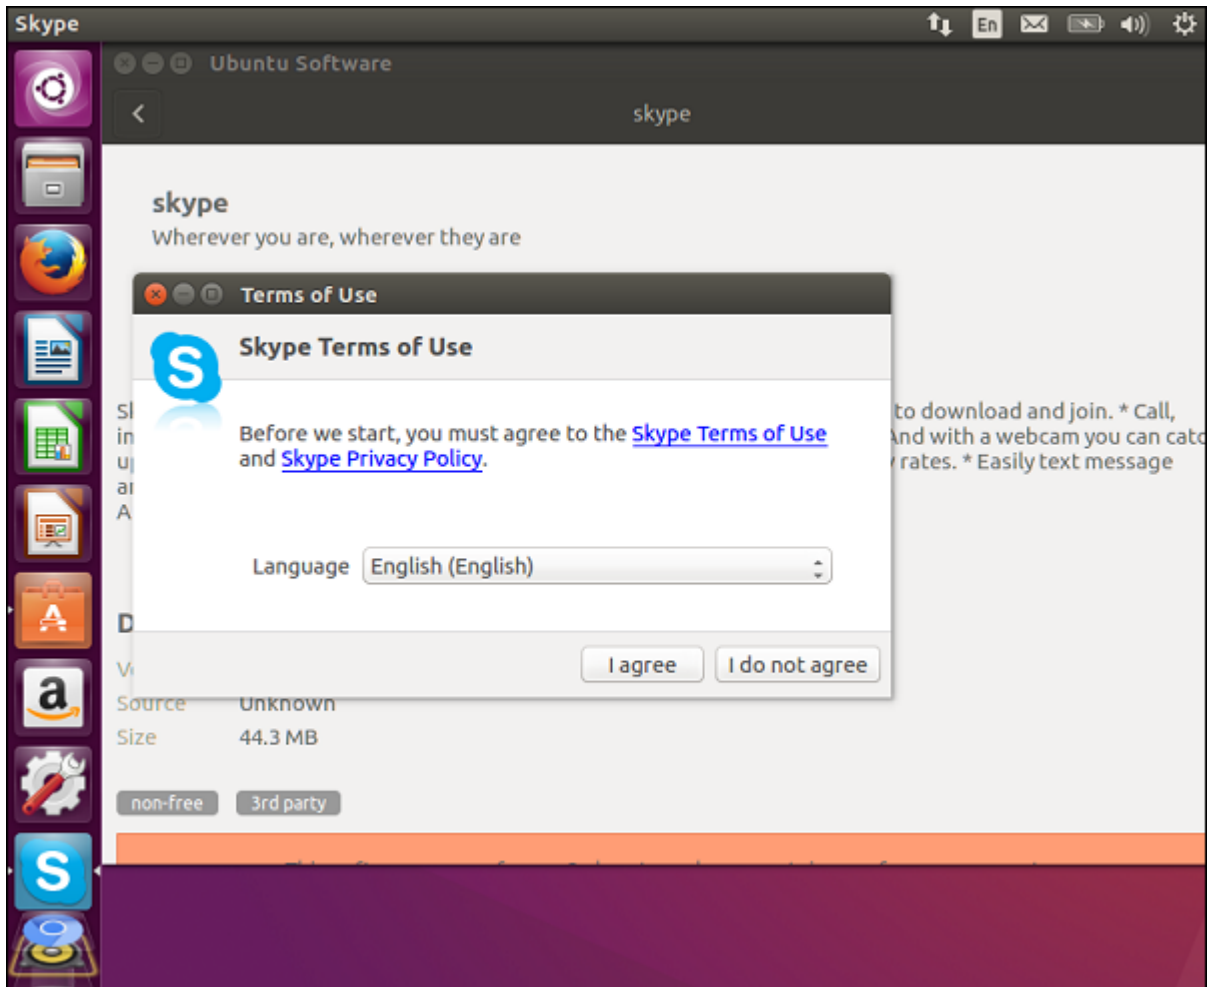 Skype
En
Ubuntu Software
skype
skype
Wherever you are, wherever they are
Terms of Use
Skype Terms of Use
to download and join. * Call,
Before we start, you must agree to the Skype Terms of Use
And with a webcam you can catc
and Skype Privacy Policy.
rates. * Easily text message
Language English (English)
I agree
I do not agree
Source Unknown
Size 44.3 MB
non-free
3rd party